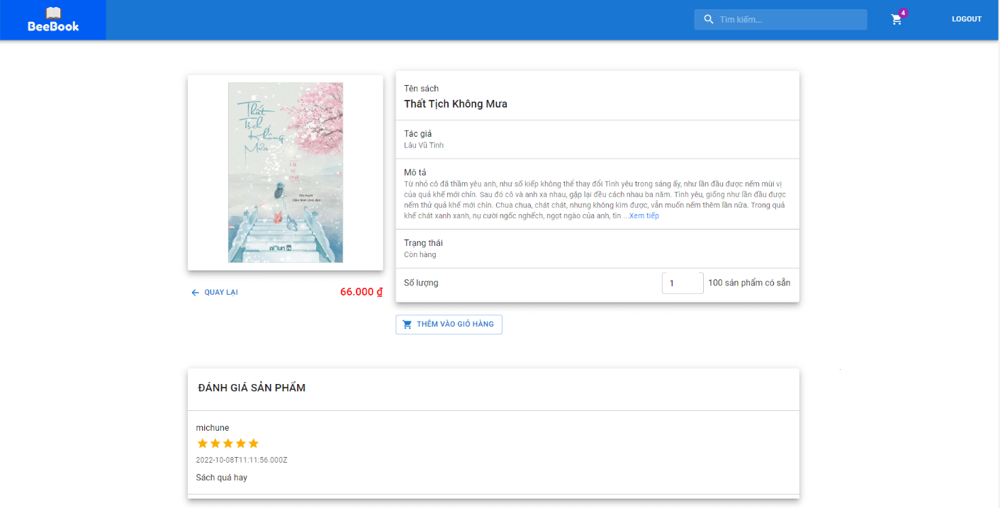 BeeBook
Tìm kiếm...
4
LOGOUT
Thất
Tịch
Không
Mưa
LÂU
VŨ
TINH
Tiểu thuyết
Tên sách
Thất Tịch Không Mưa
Tác giả
Lâu Vũ Tinh
Mô tả
Từ nhỏ cô đã thầm yêu anh, như số kiếp không thể thay đổi Tình yêu trong sáng ấy, như lần đầu được nếm mùi vị
của quả khế mới chín. Sau đó cô và anh xa nhau, gặp lại đều cách nhau ba năm. Tình yêu, giống như lần đầu được
nếm thử quả khế mới chín. Chua chua, chát chát, nhưng không kìm được, vẫn muốn nếm thêm lần nữa. Trong quả
khế chát xanh xanh, nụ cười ngốc nghếch, ngọt ngào của anh, tin ...Xem tiếp
Trạng thái
Còn hàng
Số lượng
1
100 sản phẩm có sẵn
QUAY LẠI
66.000 ₫
THÊM VÀO GIỎ HÀNG
ĐÁNH GIÁ SẢN PHẨM
michune
2022-10-08T11:11:56.000Z
Sách quá hay